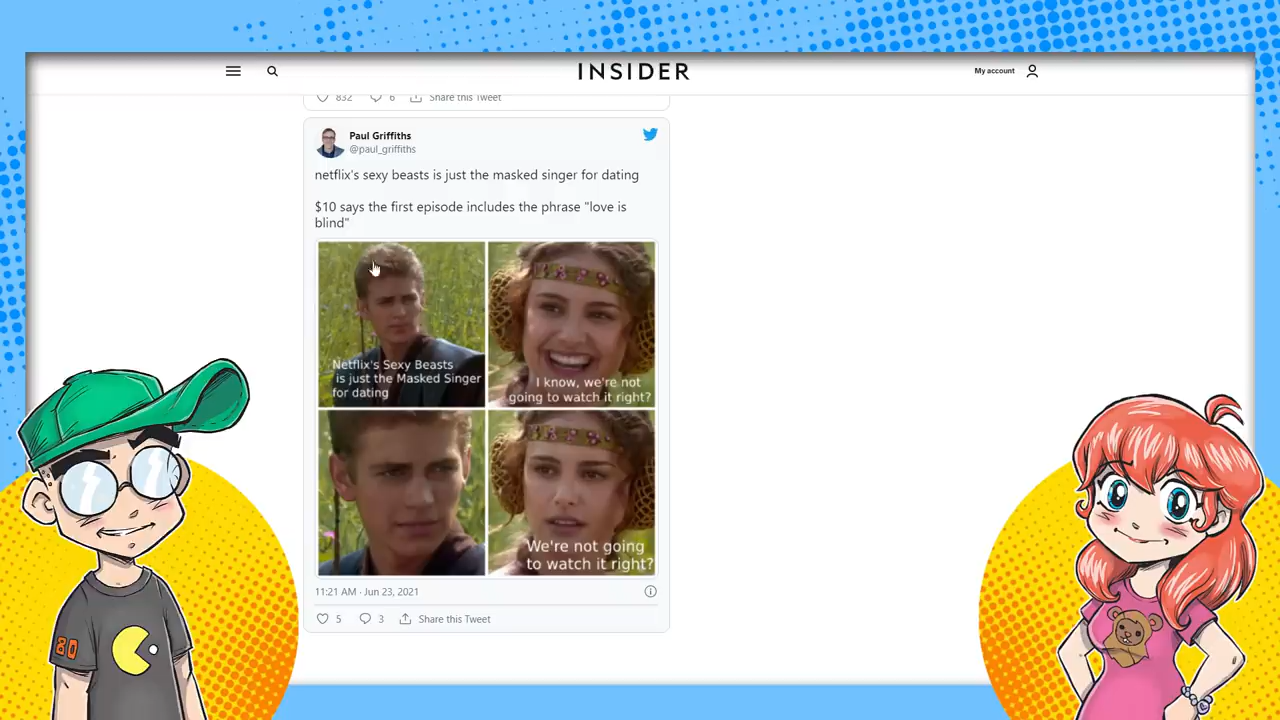 INSIDER
My account
832 6 Share this Tweet
Paul Griffiths
@paul_griffiths
netflix's sexy beasts is just the masked singer for dating
$10 says the first episode includes the phrase "love is
blind"
Netflix's Sexy Beasts
is just the Masked Singer
for dating
I know, we're not
going to watch it right?
We're not going
to watch it right?
11:21 AM · Jun 23, 2021
5 3 Share this Tweet
80